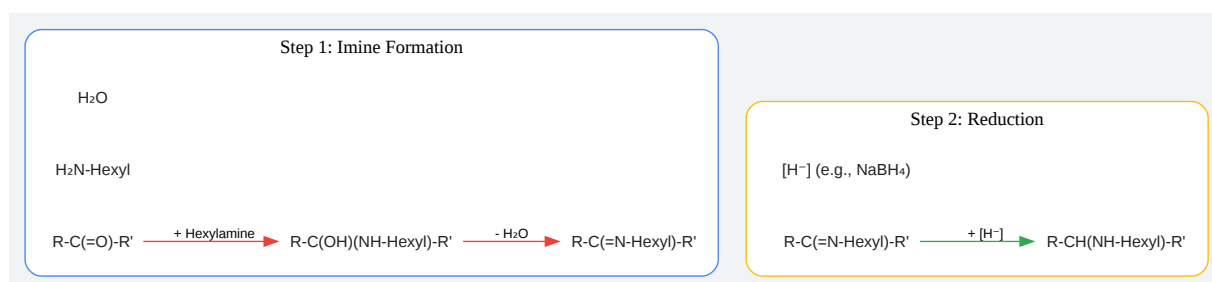 Step 1: Imine Formation
H₂O
H₂N-Hexyl
R-C(=O)-R'
+ Hexylamine
R-C(OH)(NH-Hexyl)-R'
- H₂O
R-C(=N-Hexyl)-R'
Step 2: Reduction
[H⁻] (e.g., NaBH₄)
R-C(=N-Hexyl)-R'
+ [H⁻]
R-CH(NH-Hexyl)-R'